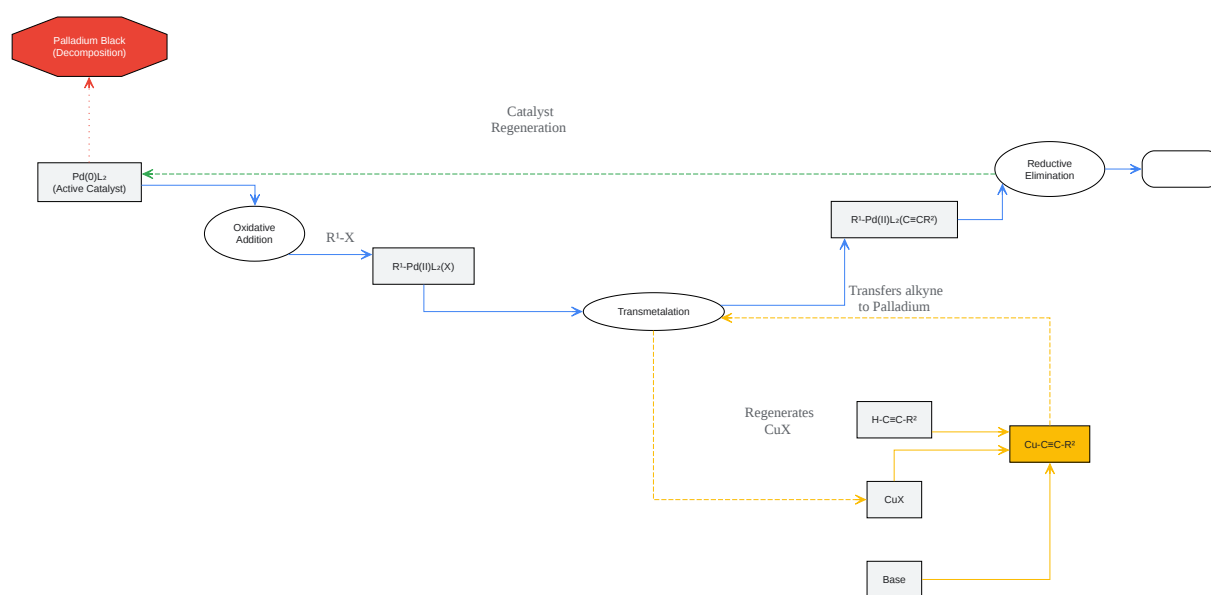 Palladium Black
(Decomposition)
Catalyst
Regeneration
Reductive
Elimination
Pd(0)L₂
(Active Catalyst)
R¹-Pd(II)L₂(C≡CR²)
Oxidative
Addition
R¹-X
R¹-Pd(II)L₂(X)
Transfers alkyne
to Palladium
Transmetalation
Regenerates
CuX
H-C≡C-R²
Cu-C≡C-R²
CuX
Base